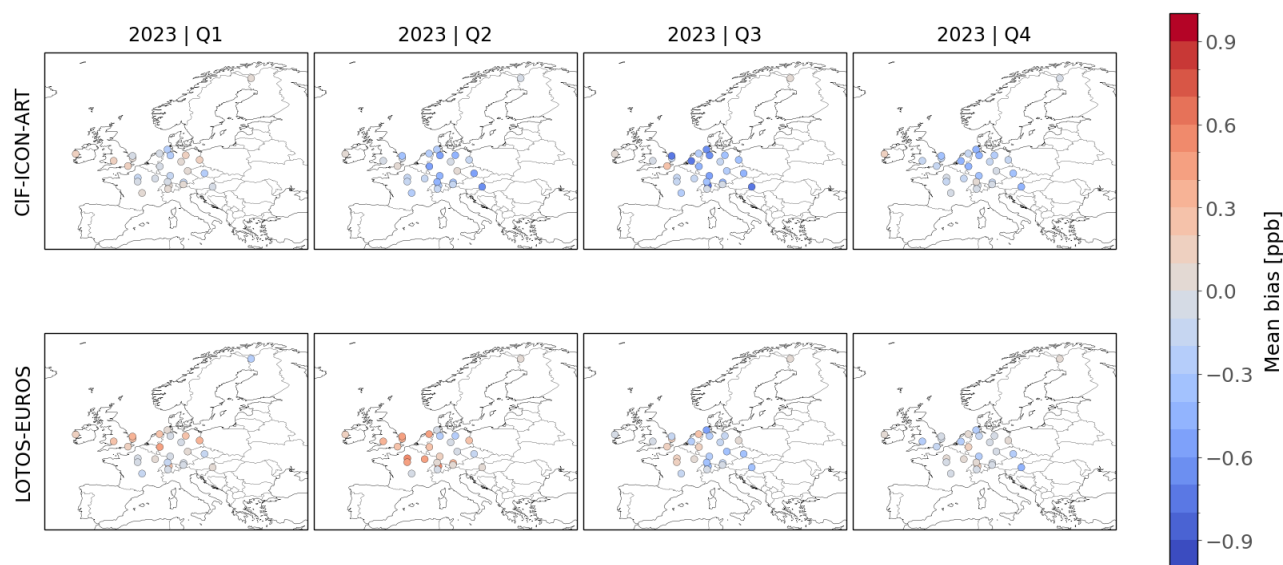 2023 | Q1
2023 | Q2
2023 | Q3
2023 | Q4
CIF-ICON-ART
LOTOS-EUROS
0.9
0.6
0.3
0.0
−0.3
−0.6
−0.9
Mean bias [ppb]